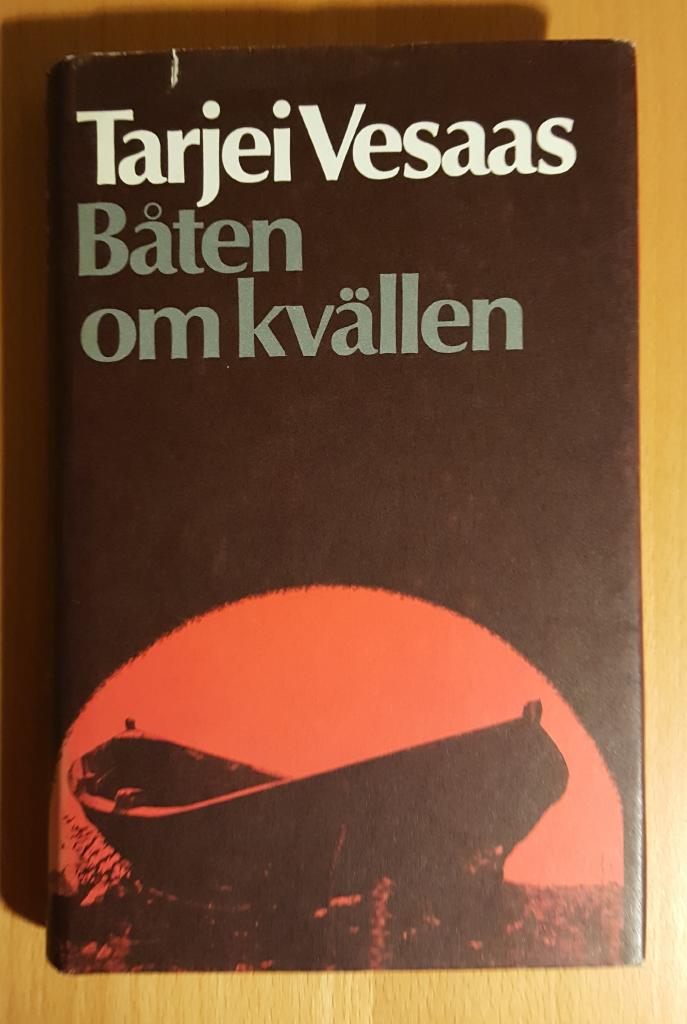 Tarjei Vesaas
Båten
om kvällen